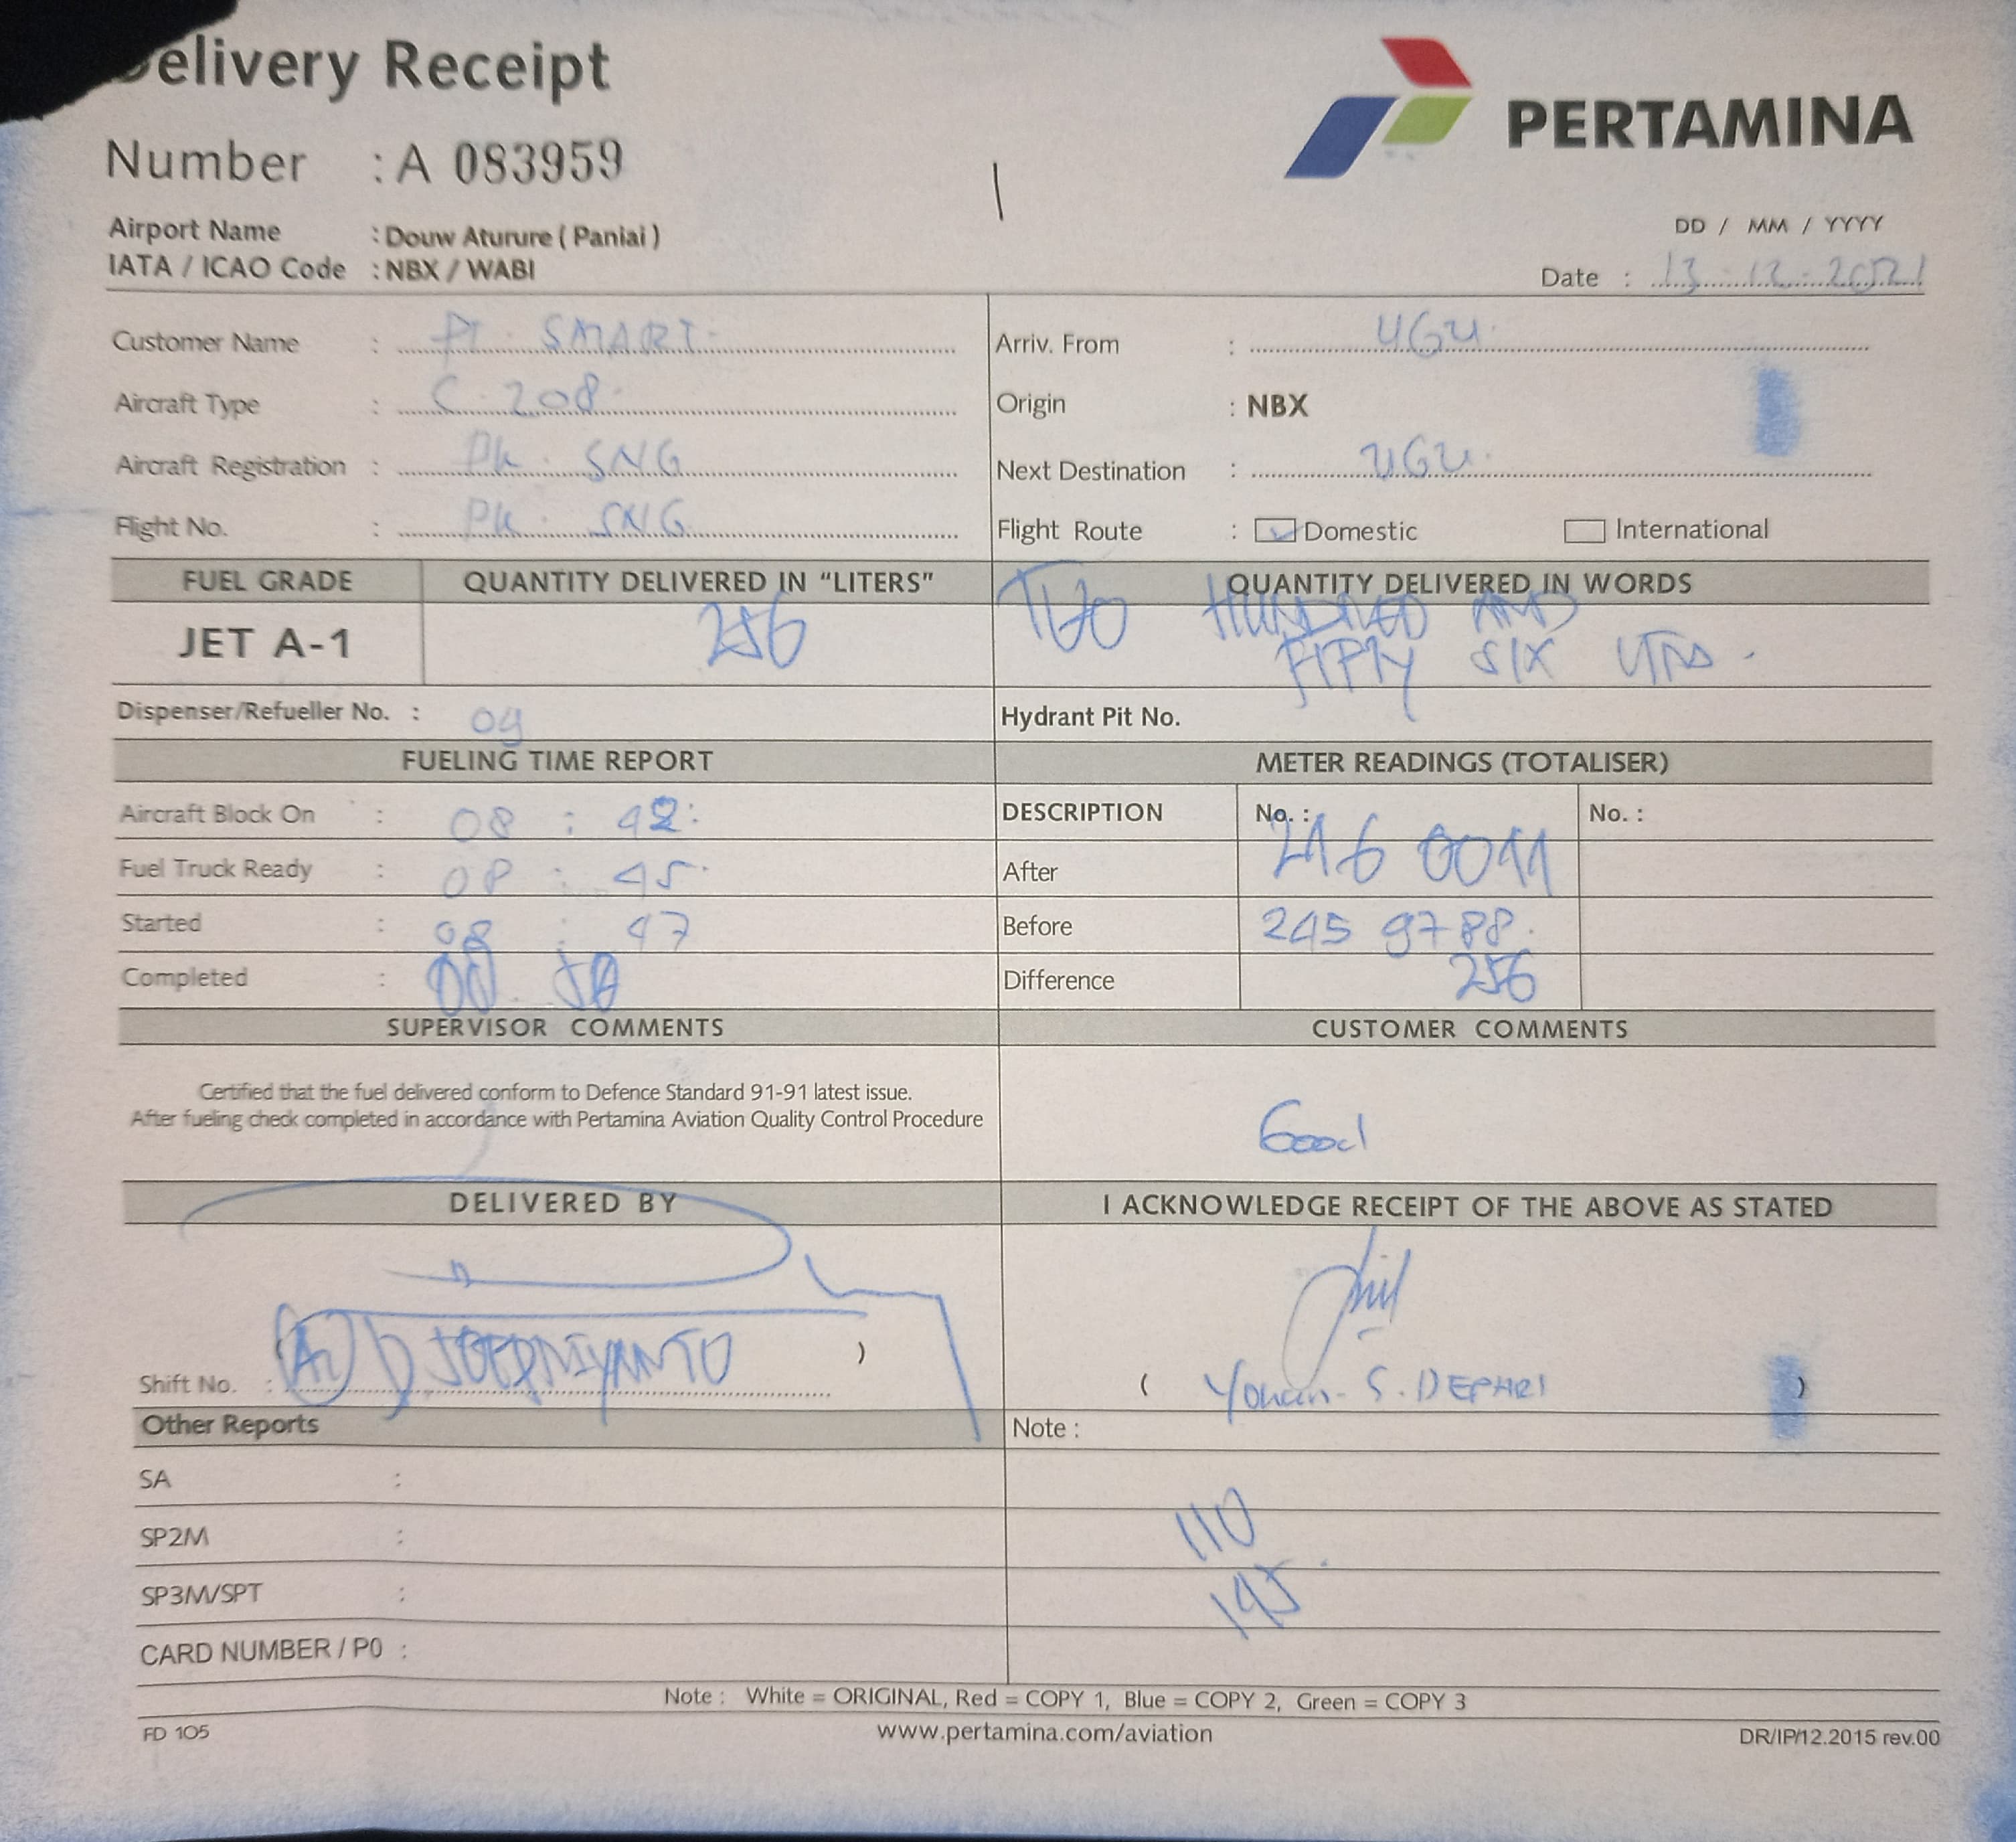 Delivery Receipt
PERTAMINA
Number : A 083959
Airport Name : Douw Aturure ( Paniai )
IATA / ICAO Code : NBX / WABI
DD / MM / YYYY
Date : 13-12-2021
Customer Name : PT. SMART
Arriv. From : UGU
Aircraft Type : C 208
Origin : NBX
Aircraft Registration : PK. SNG
Next Destination : UGU
Flight No. : PK. SNG
Flight Route : Domestic International
FUEL GRADE QUANTITY DELIVERED IN “LITERS” QUANTITY DELIVERED IN WORDS
JET A-1 256 TWO HUNDRED AND
FIFTY SIX LTRS
Dispenser/Refueller No. : 09
Hydrant Pit No.
FUELING TIME REPORT METER READINGS (TOTALISER)
Aircraft Block On : 08 : 42
DESCRIPTION No. : No. :
Fuel Truck Ready : 08 : 45
After 246 0044
Started : 08 : 47
Before 245 9788
Completed : 08 50
Difference 256
SUPERVISOR COMMENTS CUSTOMER COMMENTS
Certified that the fuel delivered conform to Defence Standard 91-91 latest issue.
After fueling check completed in accordance with Pertamina Aviation Quality Control Procedure
Good
DELIVERED BY I ACKNOWLEDGE RECEIPT OF THE ABOVE AS STATED
Shift No. : )
( S. )
Other Reports
Note :
SA :
SP2M :
110
SP3M/SPT :
145
CARD NUMBER / P0 :
Note : White = ORIGINAL, Red = COPY 1, Blue = COPY 2, Green = COPY 3
FD 105 www.pertamina.com/aviation DR/IP/12.2015 rev.00